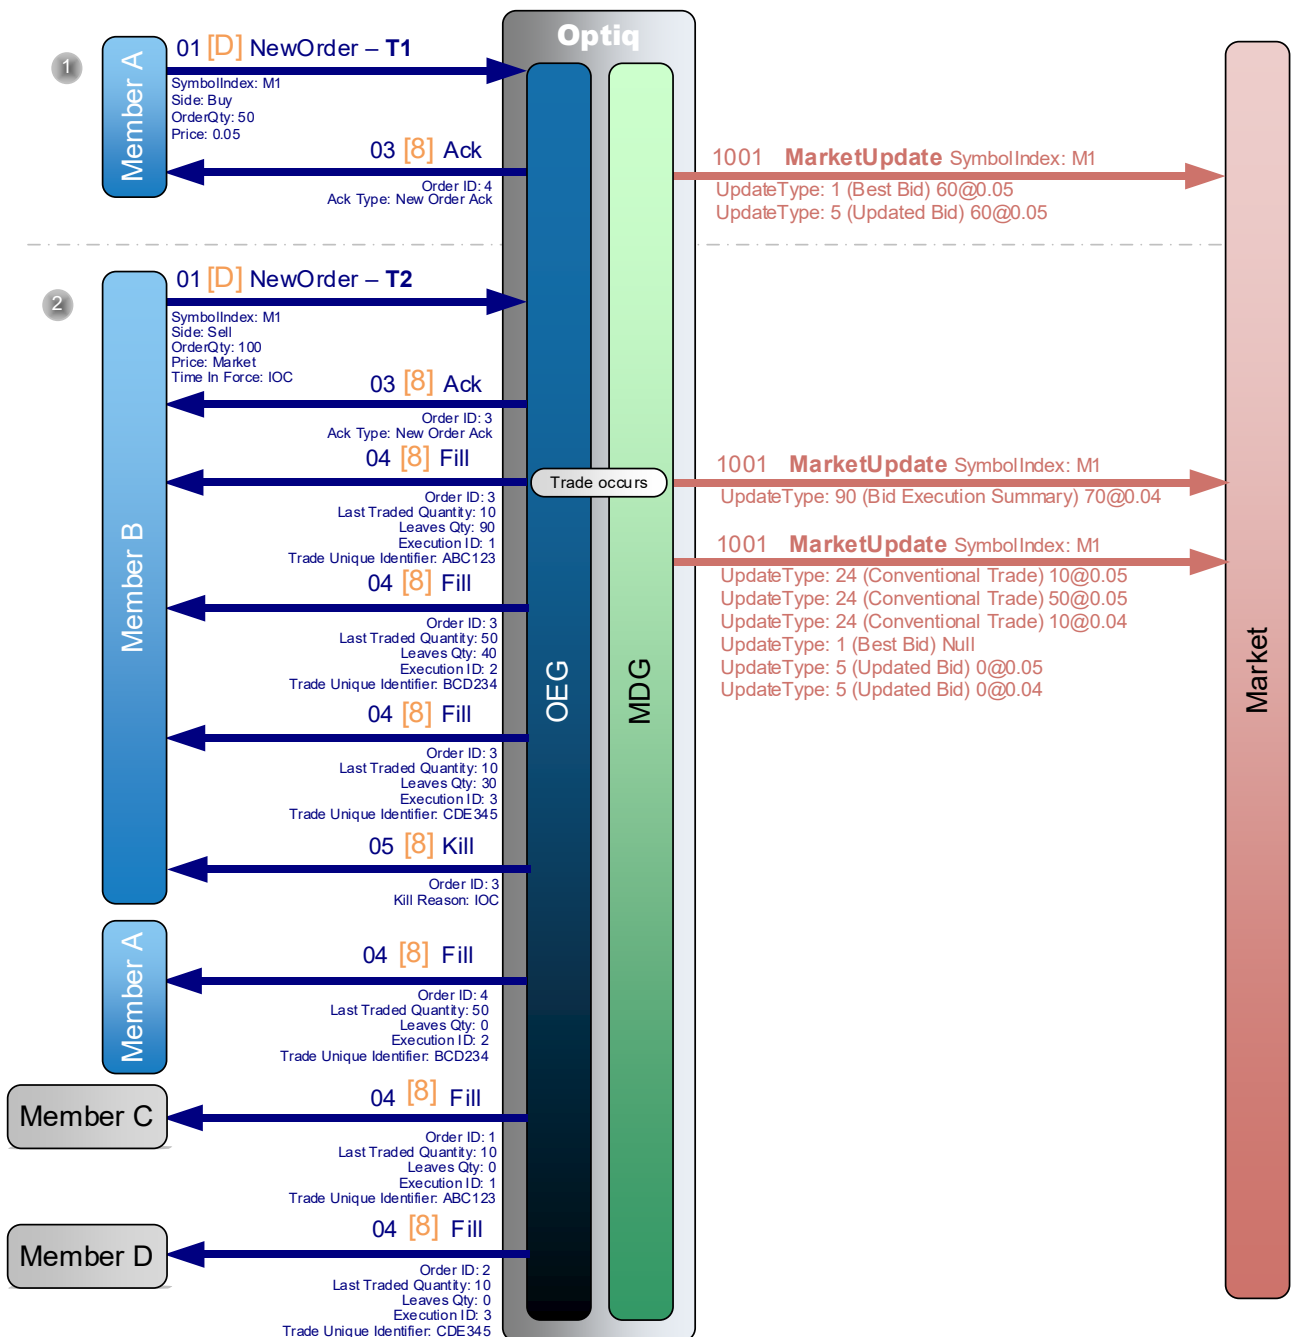 Optiq
1
Member A
01 [D] NewOrder – T1
SymbolIndex: M1
Side: Buy
OrderQty: 50
Price: 0.05
03 [8] Ack
Order ID: 4
Ack Type: New Order Ack
1001 MarketUpdate SymbolIndex: M1
UpdateType: 1 (Best Bid) 60@0.05
UpdateType: 5 (Updated Bid) 60@0.05
2
Member B
01 [D] NewOrder – T2
SymbolIndex: M1
Side: Sell
OrderQty: 100
Price: Market
Time In Force: IOC
03 [8] Ack
Order ID: 3
Ack Type: New Order Ack
04 [8] Fill
Trade occurs
Order ID: 3
Last Traded Quantity: 10
Leaves Qty: 90
Execution ID: 1
Trade Unique Identifier: ABC123
1001 MarketUpdate SymbolIndex: M1
UpdateType: 90 (Bid Execution Summary) 70@0.04
1001 MarketUpdate SymbolIndex: M1
UpdateType: 24 (Conventional Trade) 10@0.05
UpdateType: 24 (Conventional Trade) 50@0.05
UpdateType: 24 (Conventional Trade) 10@0.04
UpdateType: 1 (Best Bid) Null
UpdateType: 5 (Updated Bid) 0@0.05
UpdateType: 5 (Updated Bid) 0@0.04
04 [8] Fill
Order ID: 3
Last Traded Quantity: 50
Leaves Qty: 40
Execution ID: 2
Trade Unique Identifier: BCD234
OEG
MDG
Market
04 [8] Fill
Order ID: 3
Last Traded Quantity: 10
Leaves Qty: 30
Execution ID: 3
Trade Unique Identifier: CDE345
05 [8] Kill
Order ID: 3
Kill Reason: IOC
Member A
04 [8] Fill
Order ID: 4
Last Traded Quantity: 50
Leaves Qty: 0
Execution ID: 2
Trade Unique Identifier: BCD234
Member C
04 [8] Fill
Order ID: 1
Last Traded Quantity: 10
Leaves Qty: 0
Execution ID: 1
Trade Unique Identifier: ABC123
Member D
04 [8] Fill
Order ID: 2
Last Traded Quantity: 10
Leaves Qty: 0
Execution ID: 3
Trade Unique Identifier: CDE345